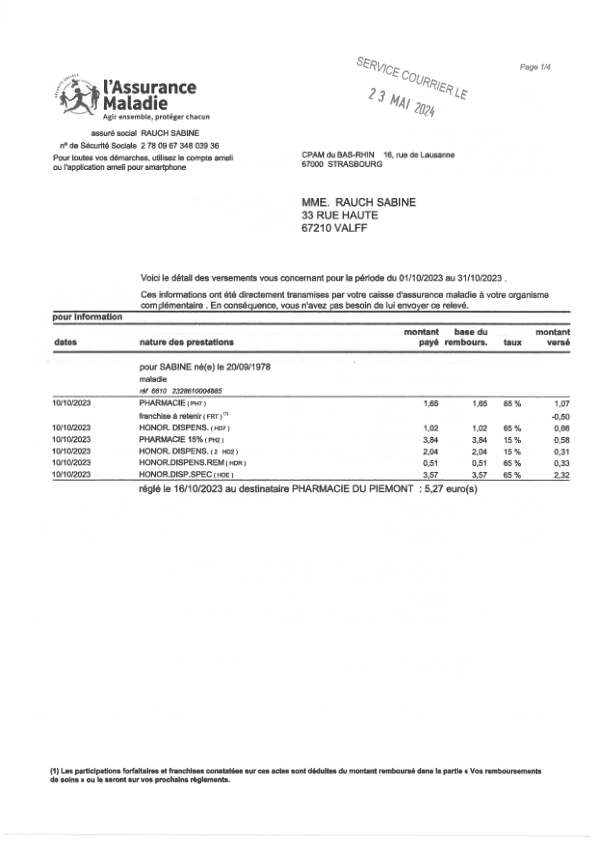 Page 1/4
SERVICE COURRIER LE
23 MAI 2024
SÉCURITÉ SOCIALE
l'Assurance
Maladie
Agir ensemble, protéger chacun
assuré social RAUCH SABINE
n° de Sécurité Sociale 2 78 09 67 348 039 36
Pour toutes vos démarches, utilisez le compte ameli
ou l'application ameli pour smartphone
CPAM du BAS-RHIN 16, rue de Lausanne
67000 STRASBOURG
MME. RAUCH SABINE
33 RUE HAUTE
67210 VALFF
Voici le détail des versements vous concernant pour la période du 01/10/2023 au 31/10/2023 .
Ces informations ont été directement transmises par votre caisse d'assurance maladie à votre organisme
complémentaire . En conséquence, vous n'avez pas besoin de lui envoyer ce relevé.
pour information
dates nature des prestations montant payé base du rembours. taux montant versé
pour SABINE né(e) le 20/09/1978
maladie
réf 6610 2328610004885
10/10/2023 PHARMACIE (PH7) 1,65 1,65 65 % 1,07
franchise à retenir (FRT) (1) -0,50
10/10/2023 HONOR. DISPENS. (HD7) 1,02 1,02 65 % 0,66
10/10/2023 PHARMACIE 15% (PH2) 3,84 3,84 15 % 0,58
10/10/2023 HONOR. DISPENS. (2 HD2) 2,04 2,04 15 % 0,31
10/10/2023 HONOR.DISPENS.REM (HDR) 0,51 0,51 65 % 0,33
10/10/2023 HONOR.DISP.SPEC (HDE) 3,57 3,57 65 % 2,32
réglé le 16/10/2023 au destinataire PHARMACIE DU PIEMONT : 5,27 euro(s)
(1) Les participations forfaitaires et franchises constatées sur ces actes sont déduites du montant remboursé dans la partie « Vos remboursements
de soins » ou le seront sur vos prochains règlements.